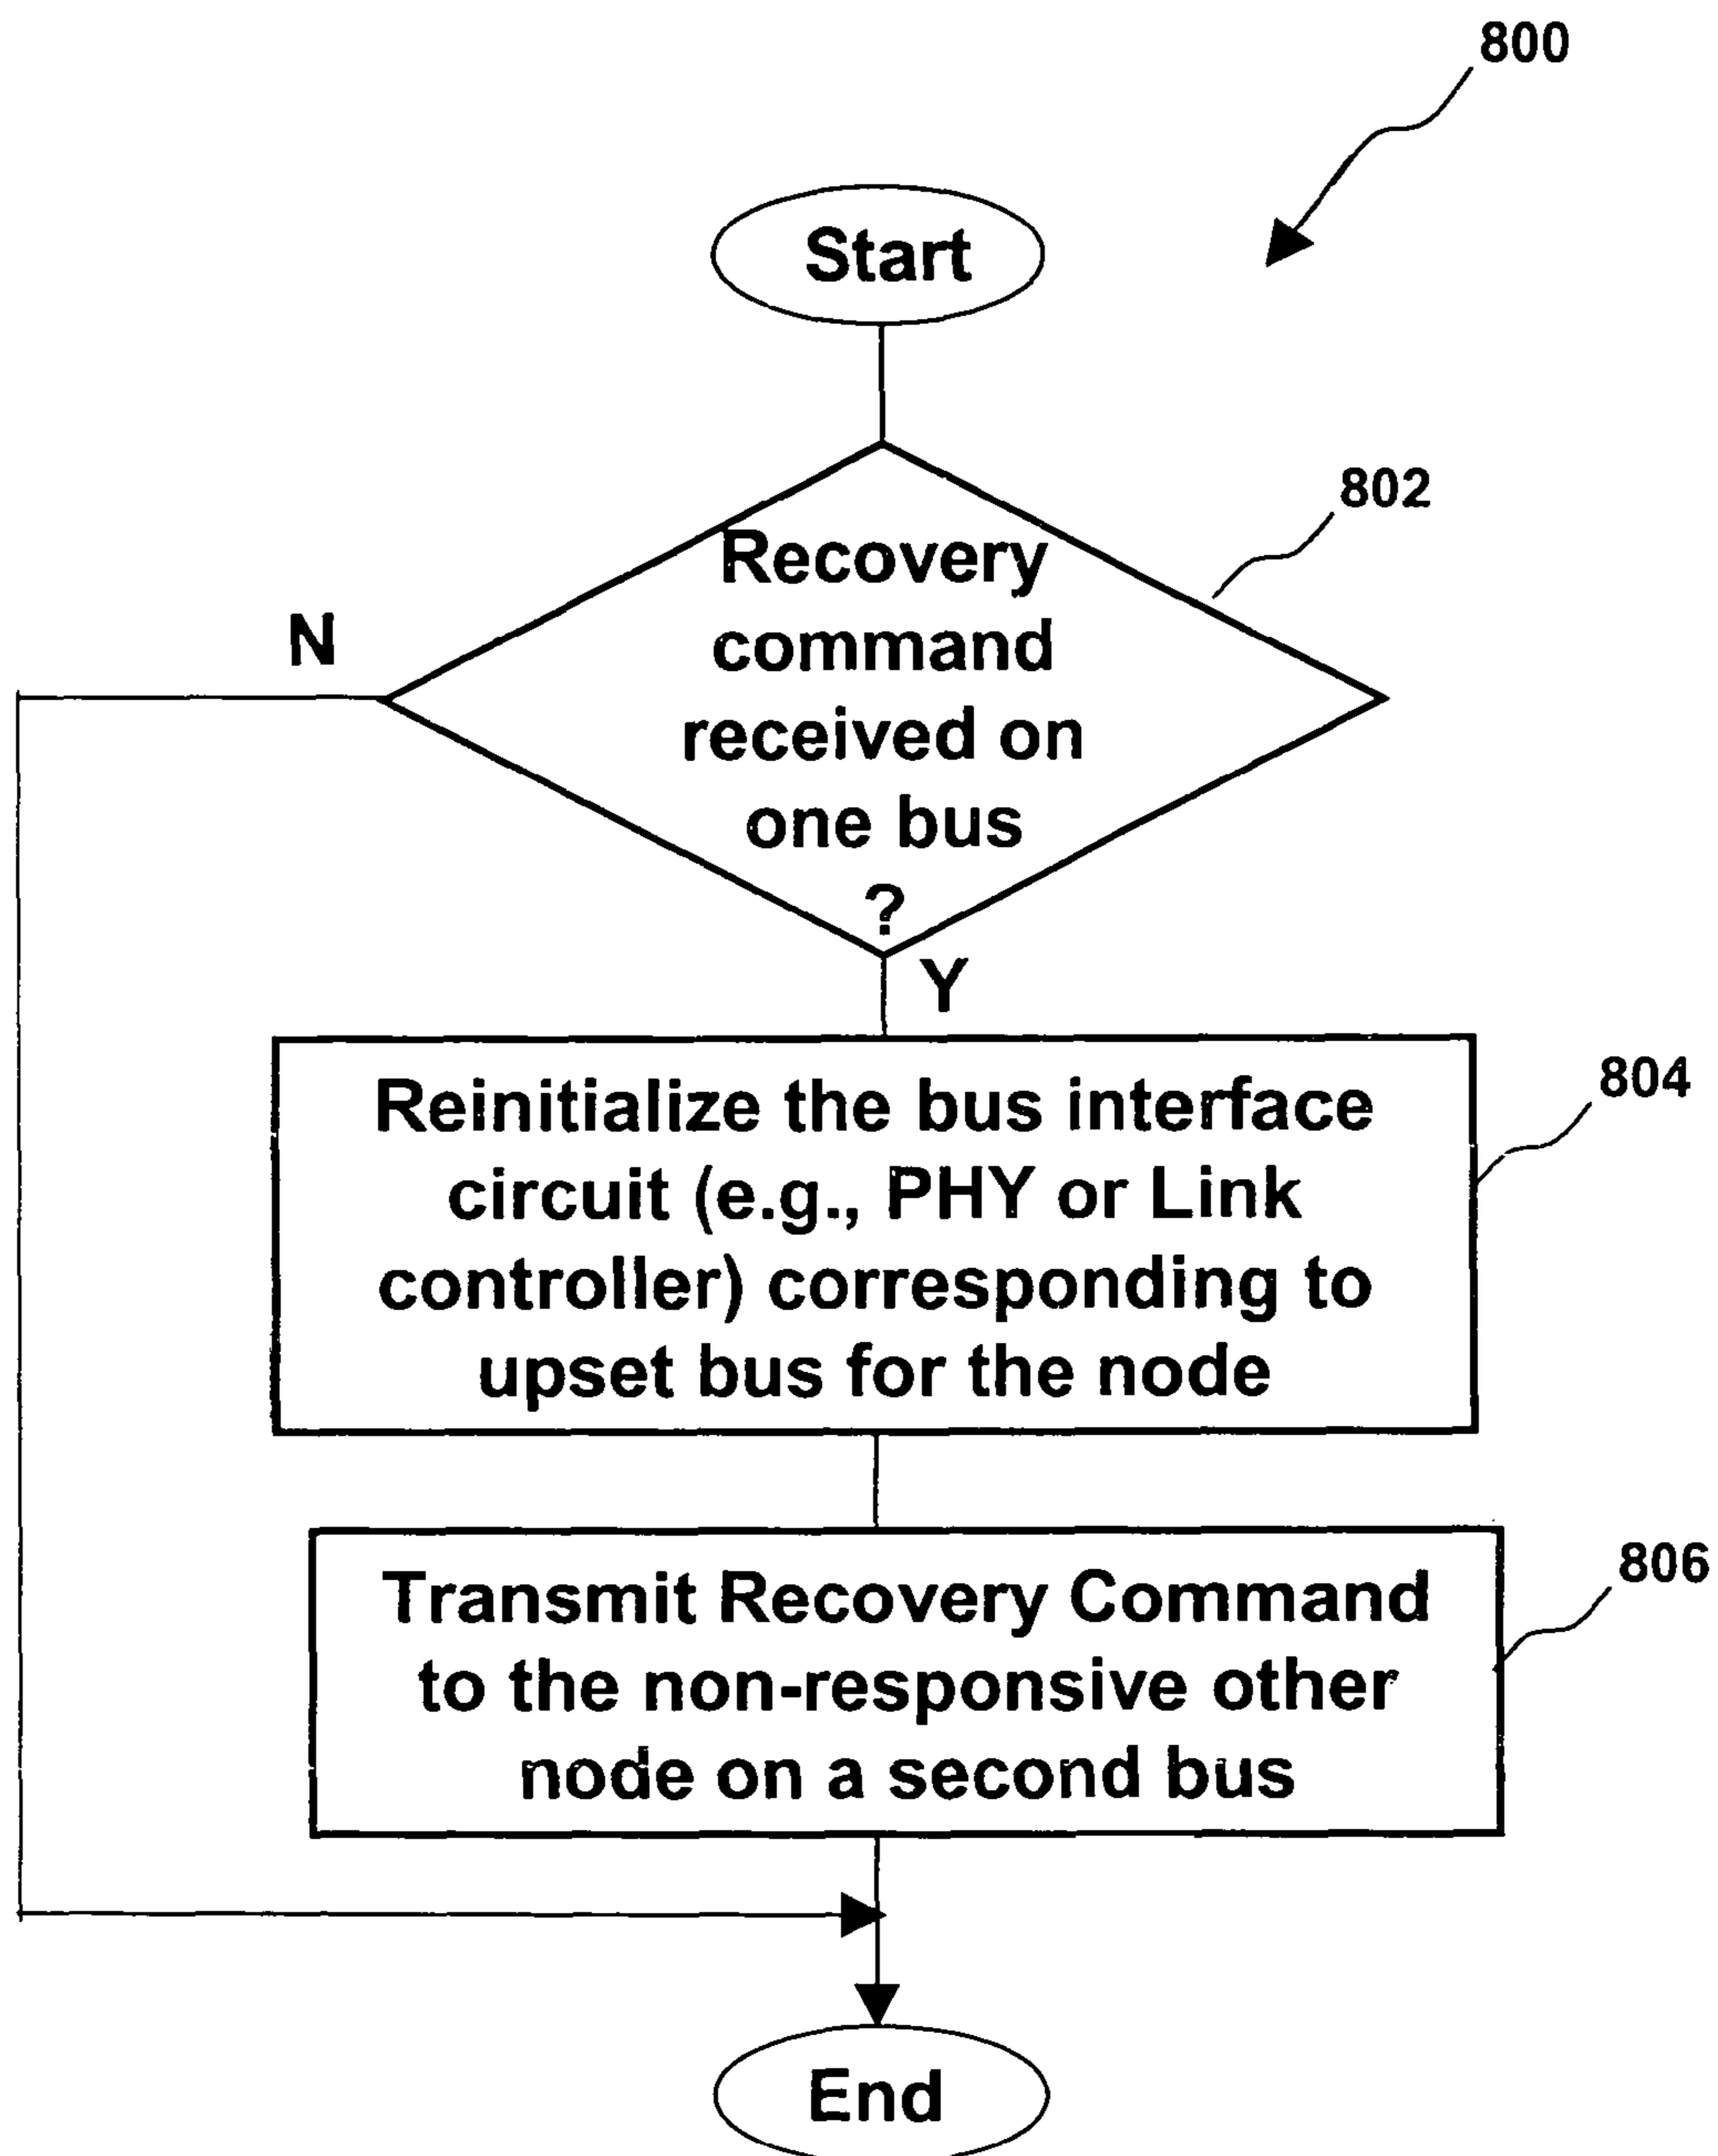 800
Start
802
Recovery
command
received on
one bus
?
N
Y
804
Reinitialize the bus interface
circuit (e.g., PHY or Link
controller) corresponding to
upset bus for the node
806
Transmit Recovery Command
to the non-responsive other
node on a second bus
End